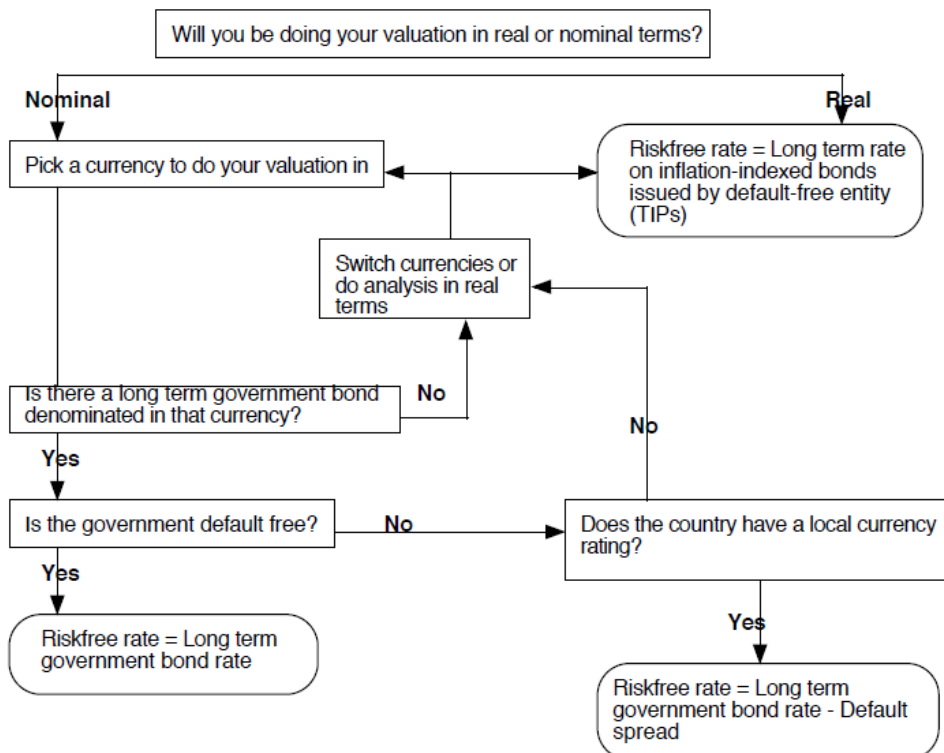 Will you be doing your valuation in real or nominal terms?
Nominal
Real
Pick a currency to do your valuation in
Riskfree rate = Long term rate
on inflation-indexed bonds
issued by default-free entity
(TIPs)
Switch currencies or
do analysis in real
terms
Is there a long term government bond
denominated in that currency?
No
No
Yes
Is the government default free?
No
Does the country have a local currency
rating?
Yes
Yes
Riskfree rate = Long term
government bond rate
Riskfree rate = Long term
government bond rate - Default
spread